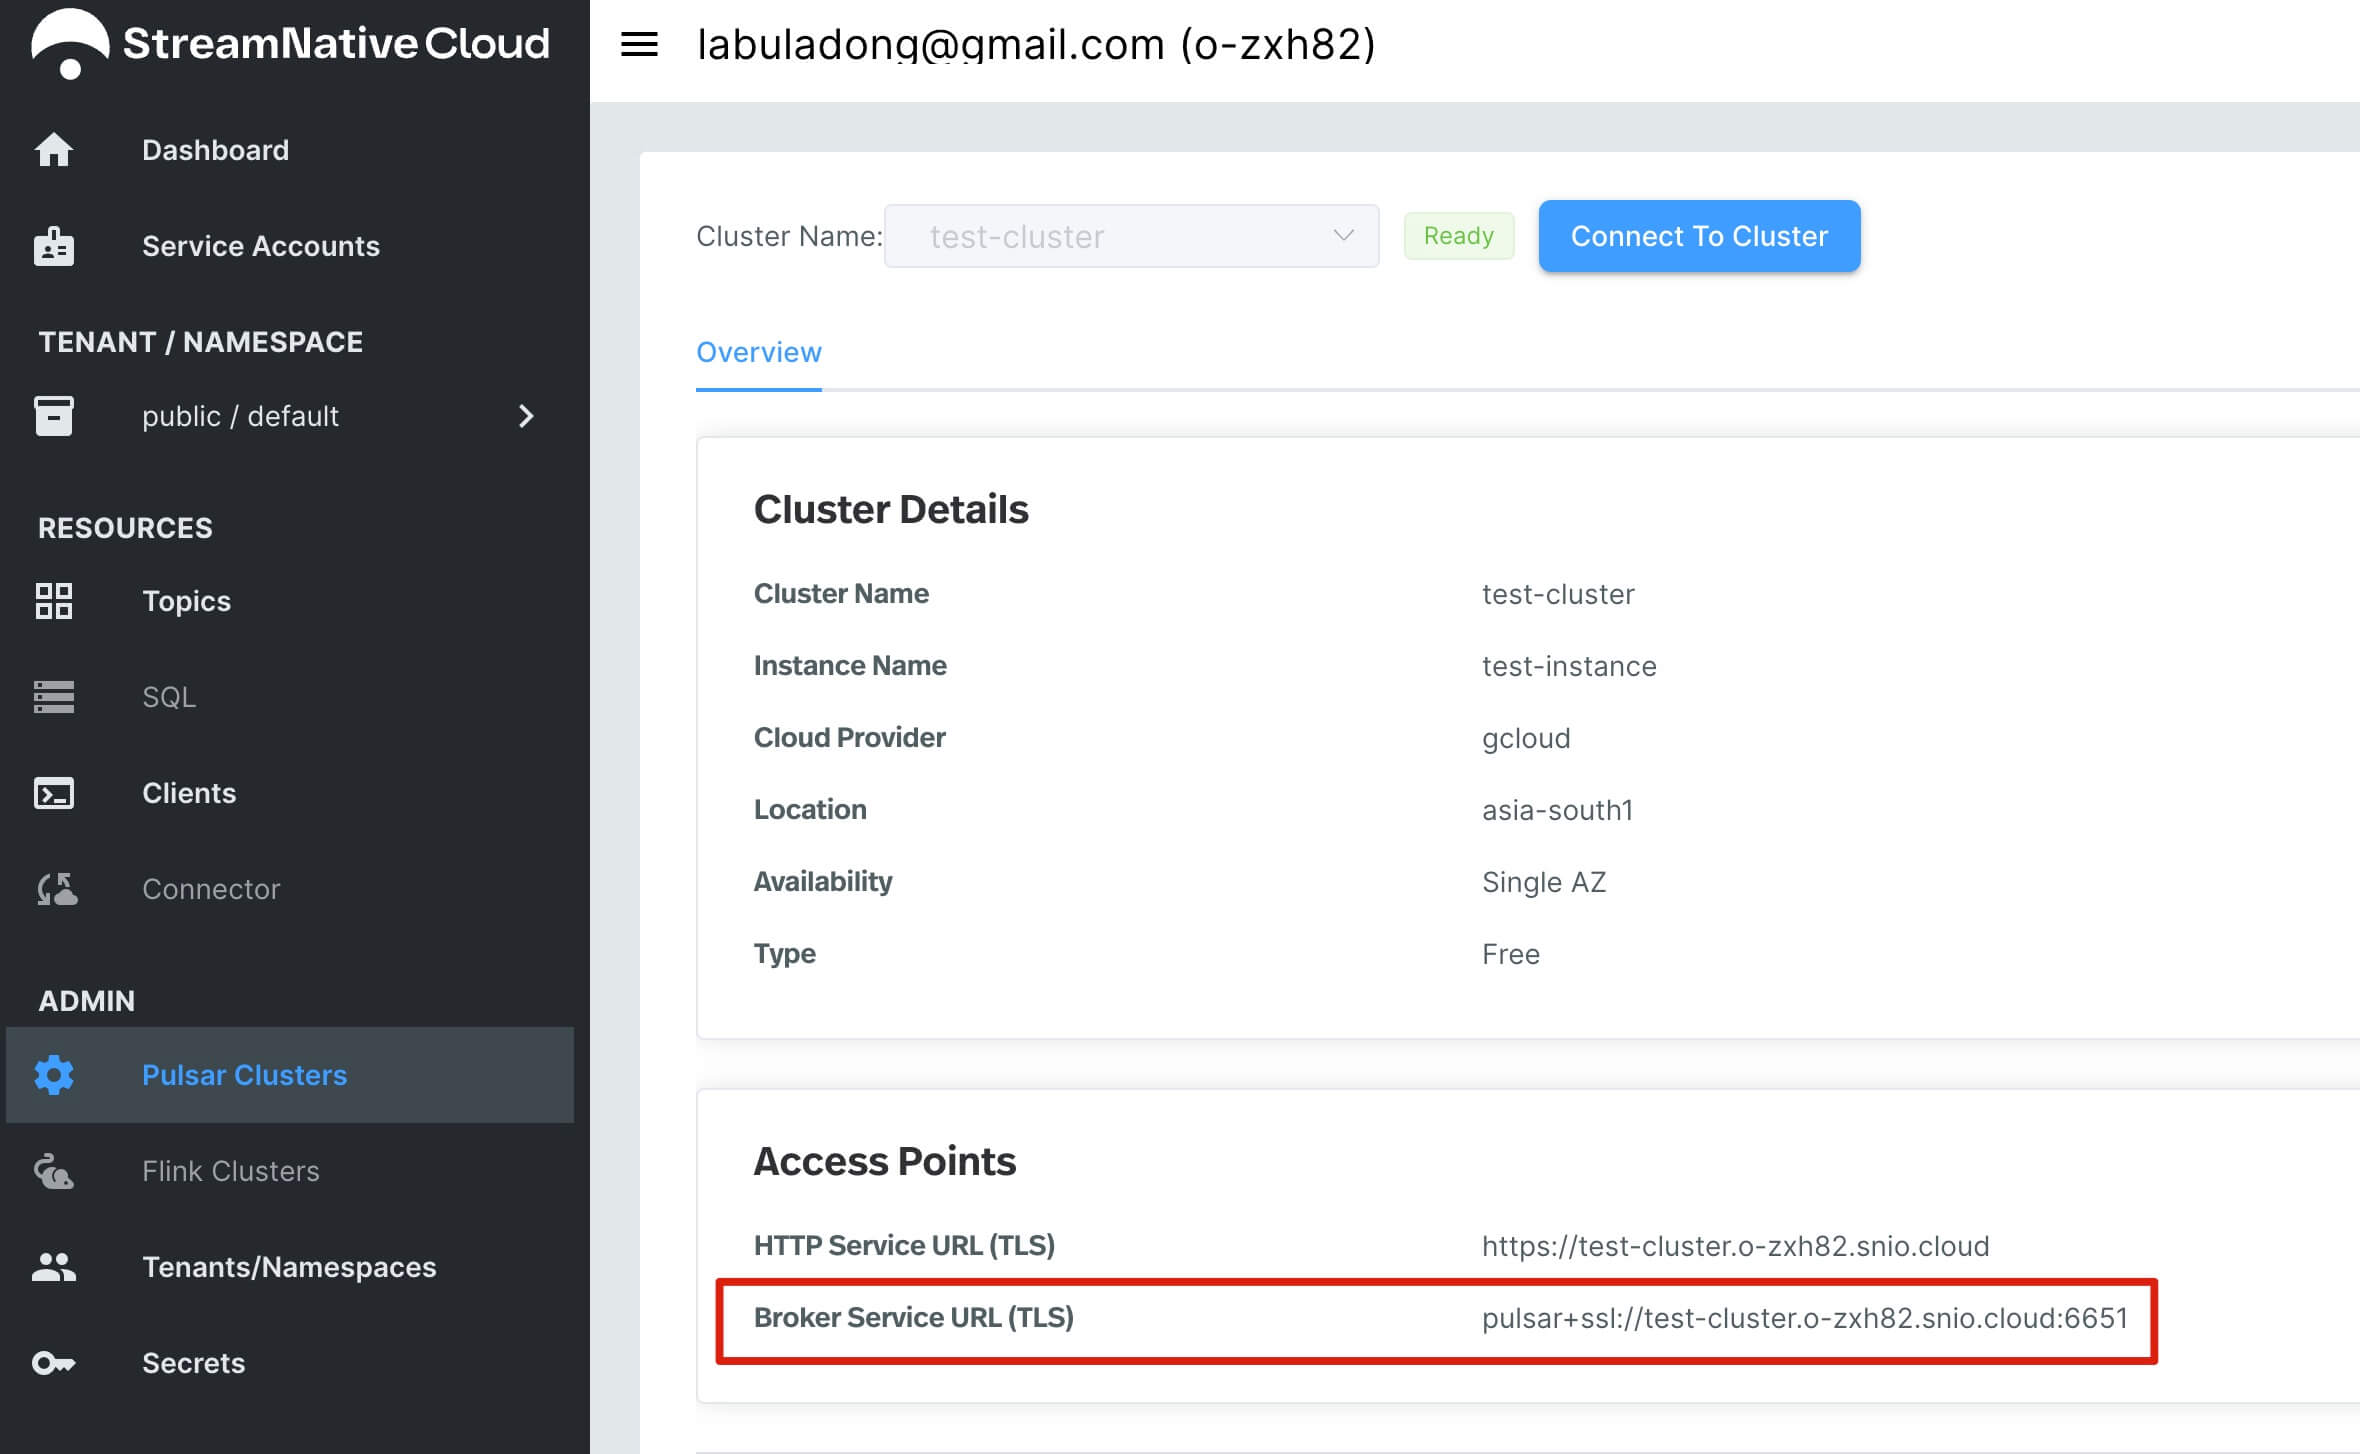 StreamNative Cloud
labuladong@gmail.com (o-zxh82)
Dashboard
Service Accounts
TENANT / NAMESPACE
public / default
RESOURCES
Topics
SQL
Clients
Connector
ADMIN
Pulsar Clusters
Flink Clusters
Tenants/Namespaces
Secrets
Cluster Name: test-cluster Ready Connect To Cluster
Overview
Cluster Details
Cluster Name test-cluster
Instance Name test-instance
Cloud Provider gcloud
Location asia-south1
Availability Single AZ
Type Free
Access Points
HTTP Service URL (TLS) https://test-cluster.o-zxh82.snio.cloud
Broker Service URL (TLS) pulsar+ssl://test-cluster.o-zxh82.snio.cloud:6651